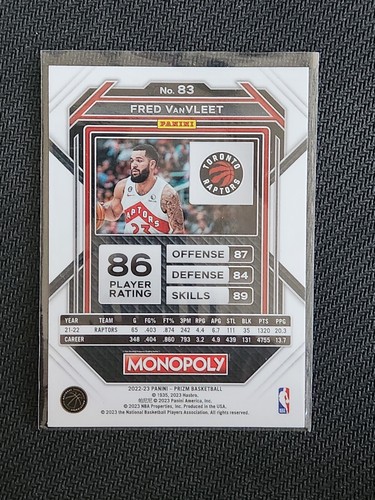 No. 83
FRED VANVLEET
PANINI
TORONTO
RAPTORS
RAPTORS
23
86
PLAYER
RATING
OFFENSE 87
DEFENSE 84
SKILLS 89
YEAR TEAM G FG% FT% 3PM RPG APG STL BLK PTS PPG
21-22 RAPTORS 65 .403 .874 242 4.4 6.7 111 35 1320 20.3
CAREER 348 .404 .860 793 3.2 4.9 439 131 4755 13.7
MONOPOLY
2022-23 PANINI – PRIZM BASKETBALL
© 1935, 2023 Hasbro.
© 2023 Panini America, Inc.
© 2023 NBA Properties, Inc. Produced in the USA.
© 2023 the National Basketball Players Association. All rights reserved.